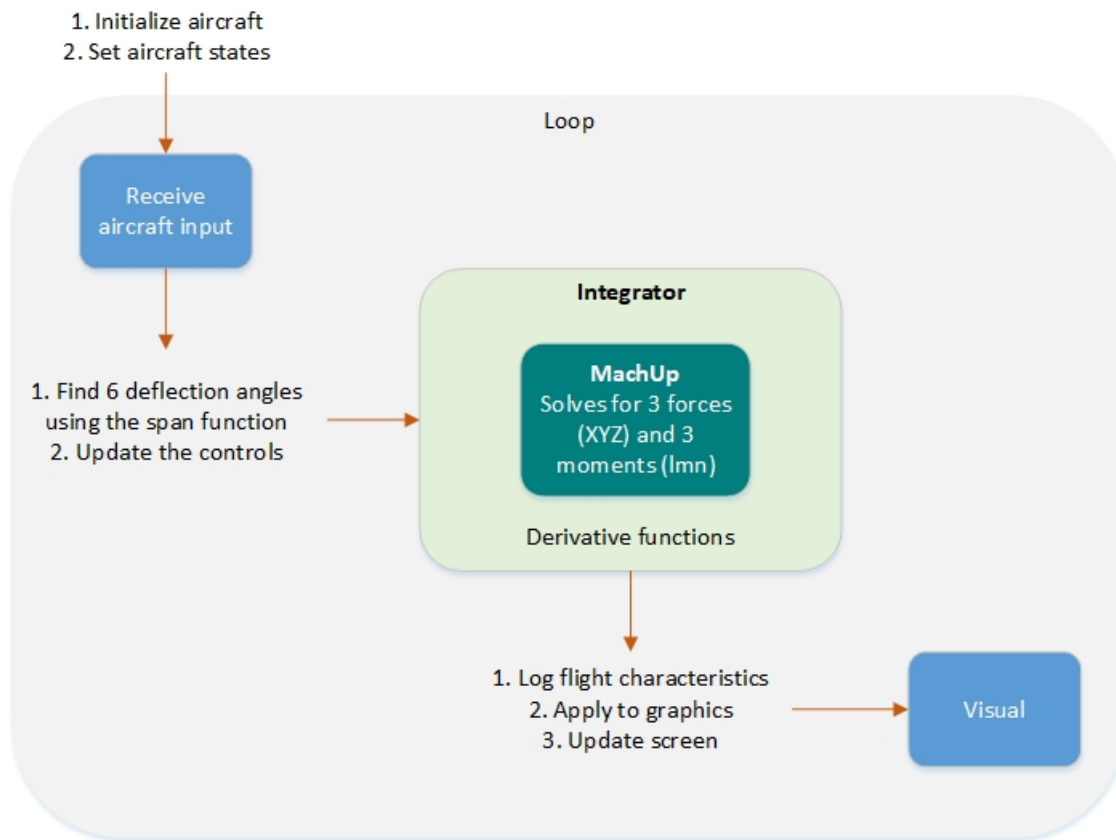 1. Initialize aircraft
2. Set aircraft states
Loop
Receive
aircraft input
1. Find 6 deflection angles
using the span function
2. Update the controls
Integrator
MachUp
Solves for 3 forces
(XYZ) and 3
moments (lmn)
Derivative functions
1. Log flight characteristics
2. Apply to graphics
3. Update screen
Visual